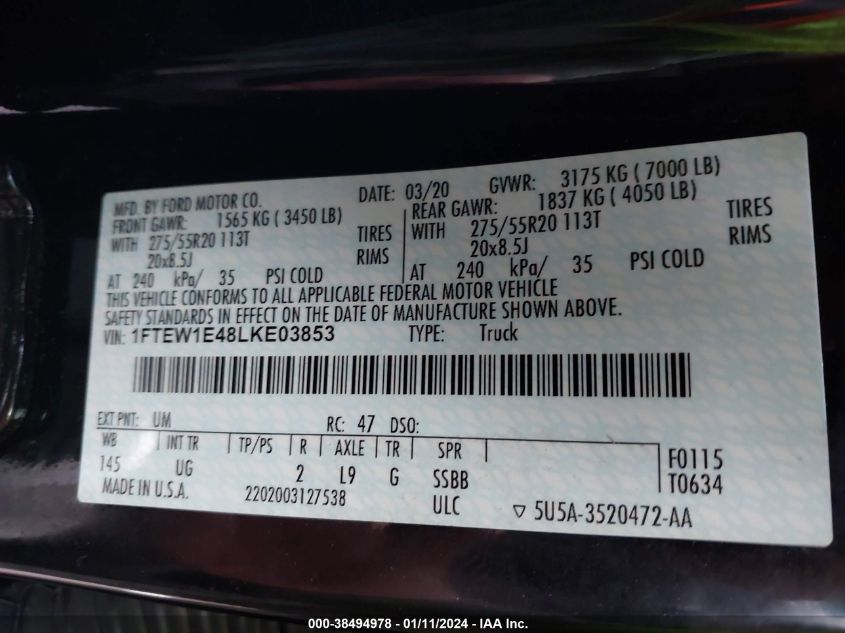 MFD. BY FORD MOTOR CO. DATE: 03/20 GVWR: 3175 KG ( 7000 LB)
FRONT GAWR: 1565 KG ( 3450 LB) REAR GAWR: 1837 KG ( 4050 LB)
WITH 275/55R20 113T TIRES WITH 275/55R20 113T TIRES
20x8.5J RIMS 20x8.5J RIMS
AT 240 kPa/ 35 PSI COLD AT 240 kPa/ 35 PSI COLD
THIS VEHICLE CONFORMS TO ALL APPLICABLE FEDERAL MOTOR VEHICLE
SAFETY STANDARDS IN EFFECT ON THE DATE OF MANUFACTURE SHOWN ABOVE.
VIN: 1FTEW1E48LKE03853 TYPE: Truck
EXT PNT: UM RC: 47 DSO:
WB INT TR TP/PS R AXLE TR SPR F0115
145 UG 2 L9 G SSBB T0634
MADE IN U.S.A. 2202003127538 ULC ▽ 5U5A-3520472-AA
000-38494978 - 01/11/2024 - IAA Inc.